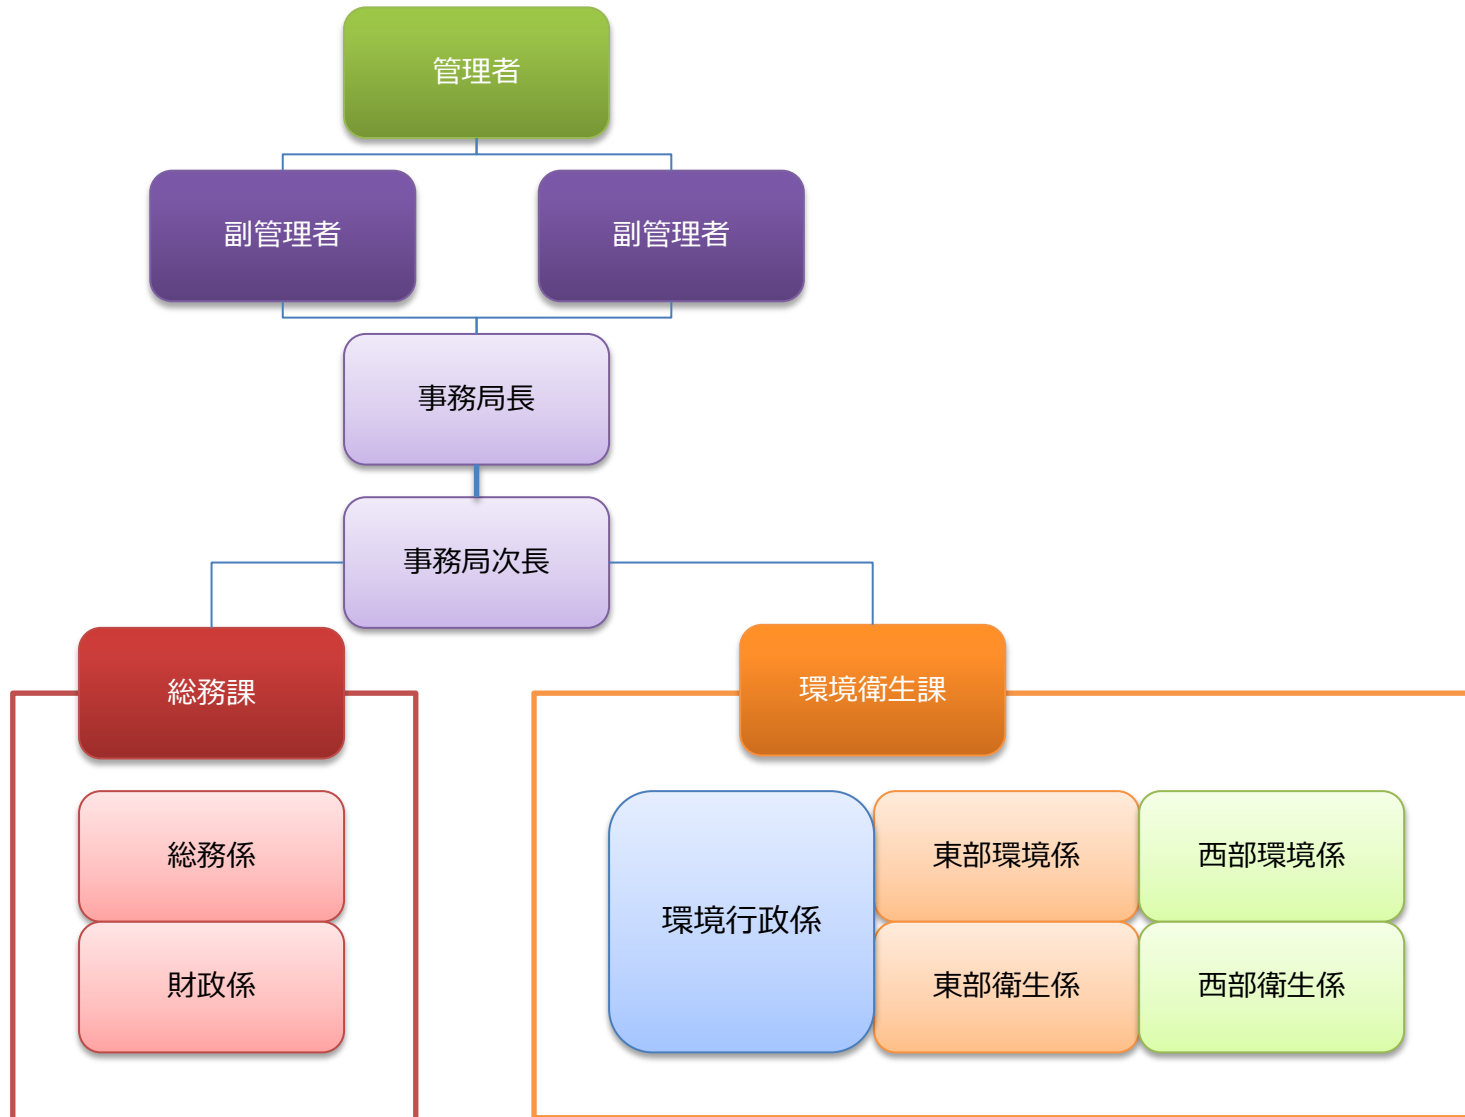 管理者
副管理者
副管理者
事務局長
事務局次長
総務課
環境衛生課
総務係
財政係
環境行政係
東部環境係
西部環境係
東部衛生係
西部衛生係